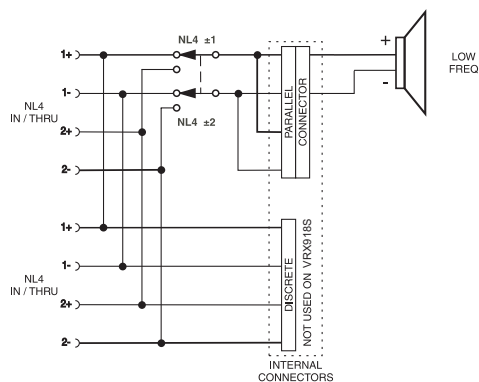 NL4 ±1
1+
1-
NL4
IN / THRU
2+
2-
NL4 ±2
PARALLEL
CONNECTOR
+
-
LOW
FREQ
1+
1-
NL4
IN / THRU
2+
2-
DISCRETE
NOT USED ON VRX918S
INTERNAL
CONNECTORS